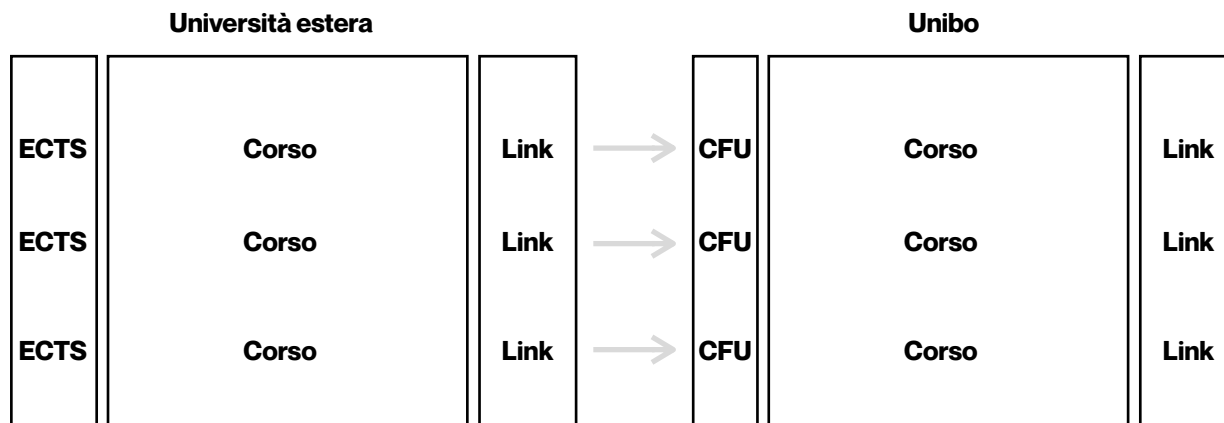 Università estera Unibo
ECTS Corso Link CFU Corso Link
ECTS Corso Link CFU Corso Link
ECTS Corso Link CFU Corso Link